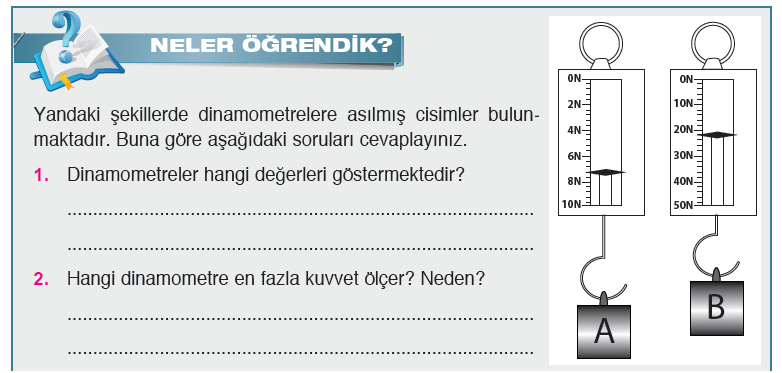 NELER ÖĞRENDİK?
Yandaki şekillerde dinamometrelere asılmış cisimler bulun-
maktadır. Buna göre aşağıdaki soruları cevaplayınız.
1. Dinamometreler hangi değerleri göstermektedir?
..........................................................................................
..........................................................................................
2. Hangi dinamometre en fazla kuvvet ölçer? Neden?
..........................................................................................
..........................................................................................
0N
2N
4N
6N
8N
10N
A
0N
10N
20N
30N
40N
50N
B